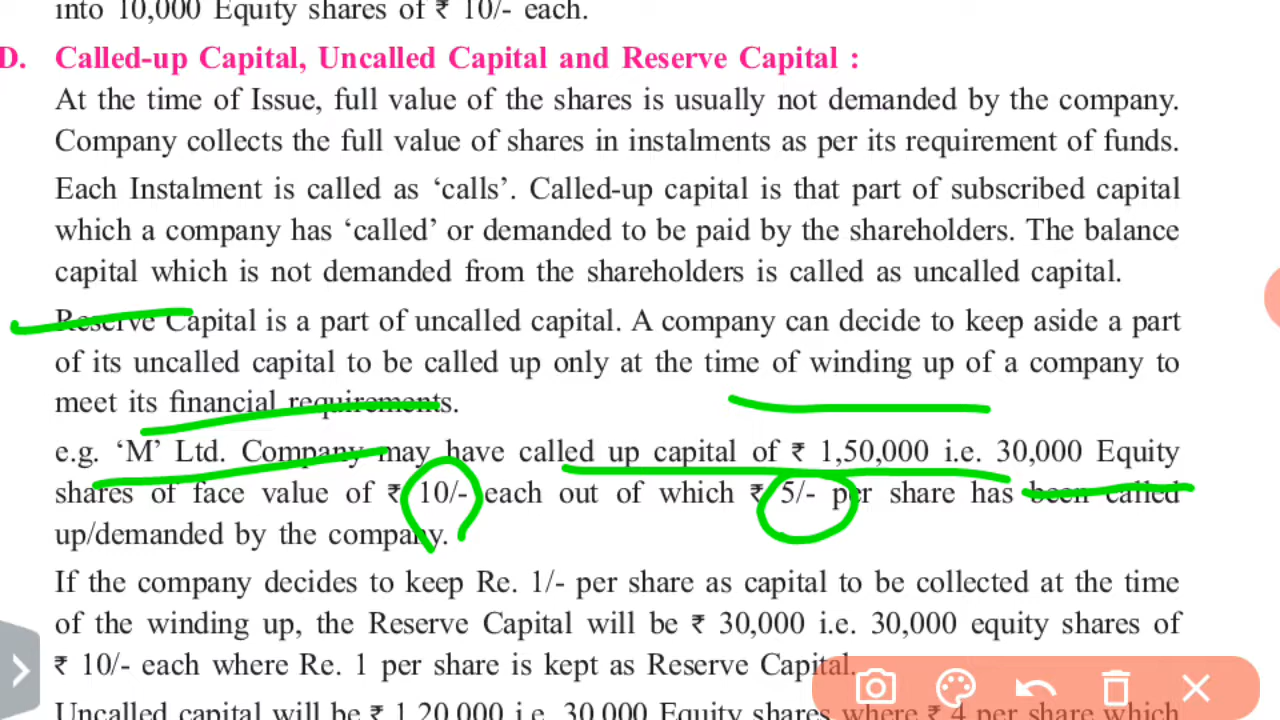 into 10,000 Equity shares of ₹ 10/- each.
D. Called-up Capital, Uncalled Capital and Reserve Capital :
At the time of Issue, full value of the shares is usually not demanded by the company.
Company collects the full value of shares in instalments as per its requirement of funds.
Each Instalment is called as ‘calls’. Called-up capital is that part of subscribed capital
which a company has ‘called’ or demanded to be paid by the shareholders. The balance
capital which is not demanded from the shareholders is called as uncalled capital.
Reserve Capital is a part of uncalled capital. A company can decide to keep aside a part
of its uncalled capital to be called up only at the time of winding up of a company to
meet its financial requirements.
e.g. ‘M’ Ltd. Company may have called up capital of ₹ 1,50,000 i.e. 30,000 Equity
shares of face value of ₹ 10/- each out of which ₹ 5/- per share has been called
up/demanded by the company.
If the company decides to keep Re. 1/- per share as capital to be collected at the time
of the winding up, the Reserve Capital will be ₹ 30,000 i.e. 30,000 equity shares of
₹ 10/- each where Re. 1 per share is kept as Reserve Capital.
Uncalled capital will be ₹ 1,20,000 i.e. 30,000 Equity shares where ₹ 4 per share which